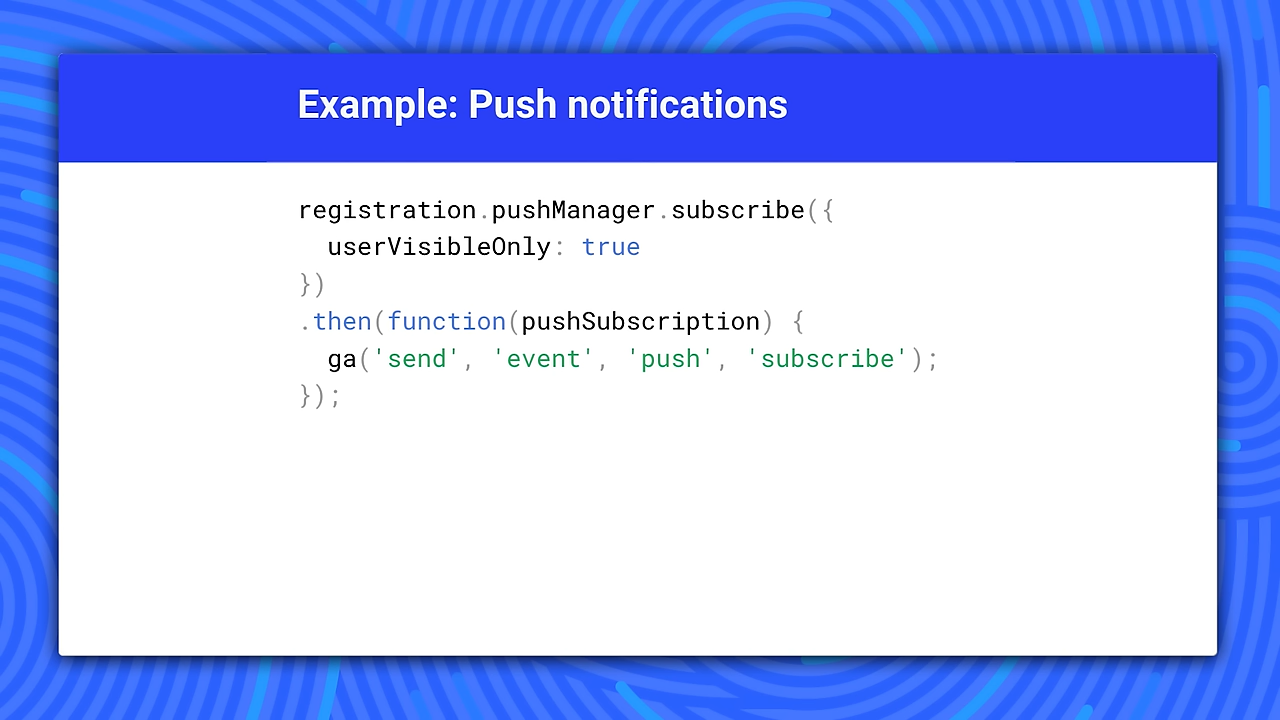 Example: Push notifications
registration.pushManager.subscribe({
  userVisibleOnly: true
})
.then(function(pushSubscription) {
  ga('send', 'event', 'push', 'subscribe');
});